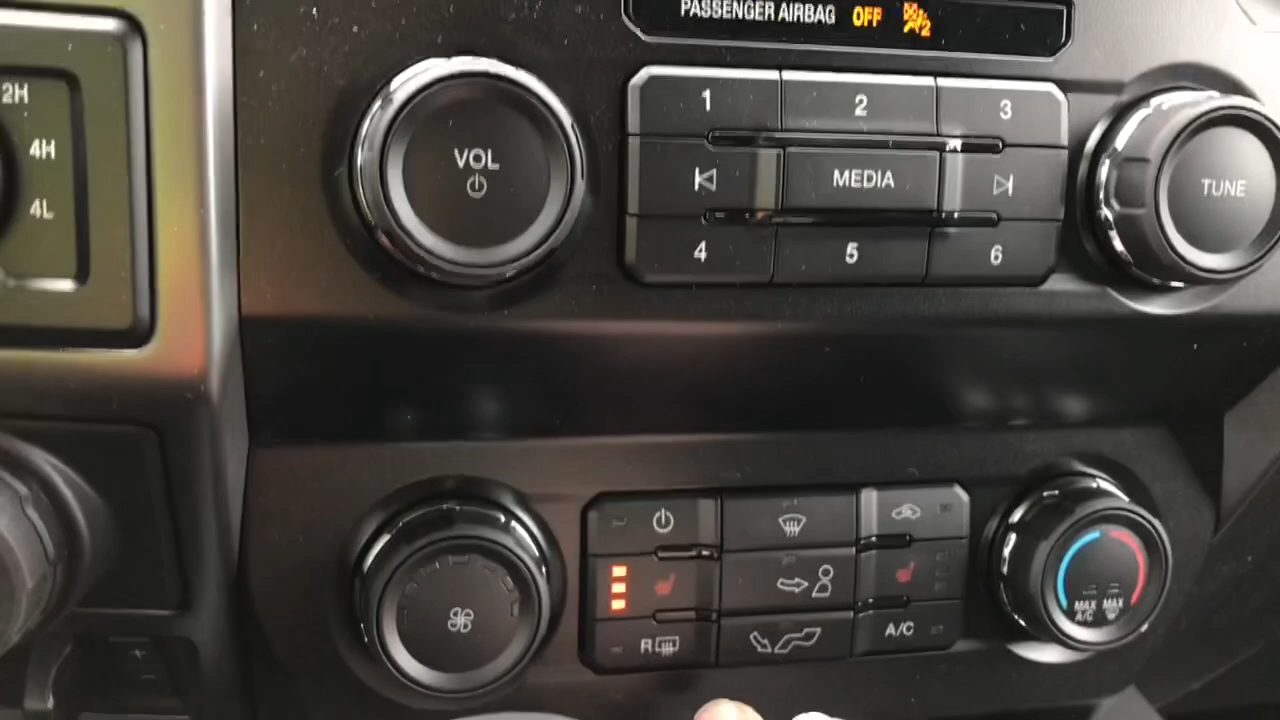 PASSENGER AIRBAG OFF
2H
4H
4L
VOL
1 2 3
MEDIA
4 5 6
TUNE
R
A/C
MAX A/C
MAX